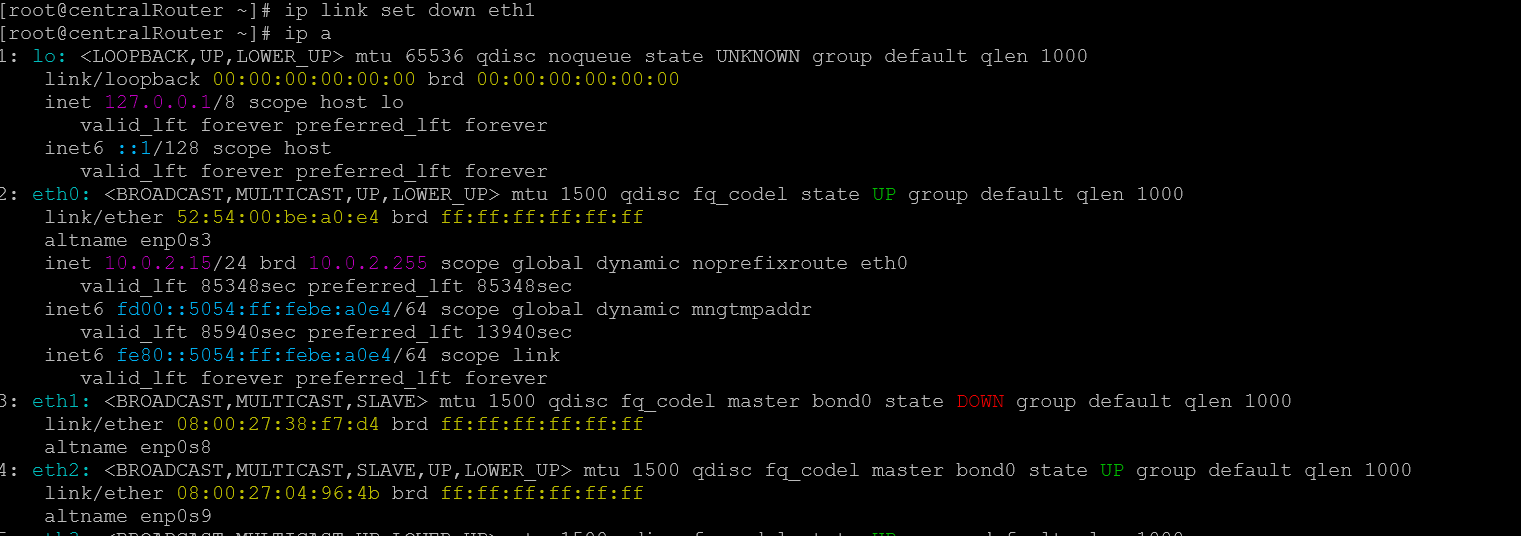 [root@centralRouter ~]# ip link set down eth1
[root@centralRouter ~]# ip a
1: lo: <LOOPBACK,UP,LOWER_UP> mtu 65536 qdisc noqueue state UNKNOWN group default qlen 1000
    link/loopback 00:00:00:00:00:00 brd 00:00:00:00:00:00
    inet 127.0.0.1/8 scope host lo
       valid_lft forever preferred_lft forever
    inet6 ::1/128 scope host
       valid_lft forever preferred_lft forever
2: eth0: <BROADCAST,MULTICAST,UP,LOWER_UP> mtu 1500 qdisc fq_codel state UP group default qlen 1000
    link/ether 52:54:00:be:a0:e4 brd ff:ff:ff:ff:ff:ff
    altname enp0s3
    inet 10.0.2.15/24 brd 10.0.2.255 scope global dynamic noprefixroute eth0
       valid_lft 85348sec preferred_lft 85348sec
    inet6 fd00::5054:ff:febe:a0e4/64 scope global dynamic mngtmpaddr
       valid_lft 85940sec preferred_lft 13940sec
    inet6 fe80::5054:ff:febe:a0e4/64 scope link
       valid_lft forever preferred_lft forever
3: eth1: <BROADCAST,MULTICAST,SLAVE> mtu 1500 qdisc fq_codel master bond0 state DOWN group default qlen 1000
    link/ether 08:00:27:38:f7:d4 brd ff:ff:ff:ff:ff:ff
    altname enp0s8
4: eth2: <BROADCAST,MULTICAST,SLAVE,UP,LOWER_UP> mtu 1500 qdisc fq_codel master bond0 state UP group default qlen 1000
    link/ether 08:00:27:04:96:4b brd ff:ff:ff:ff:ff:ff
    altname enp0s9